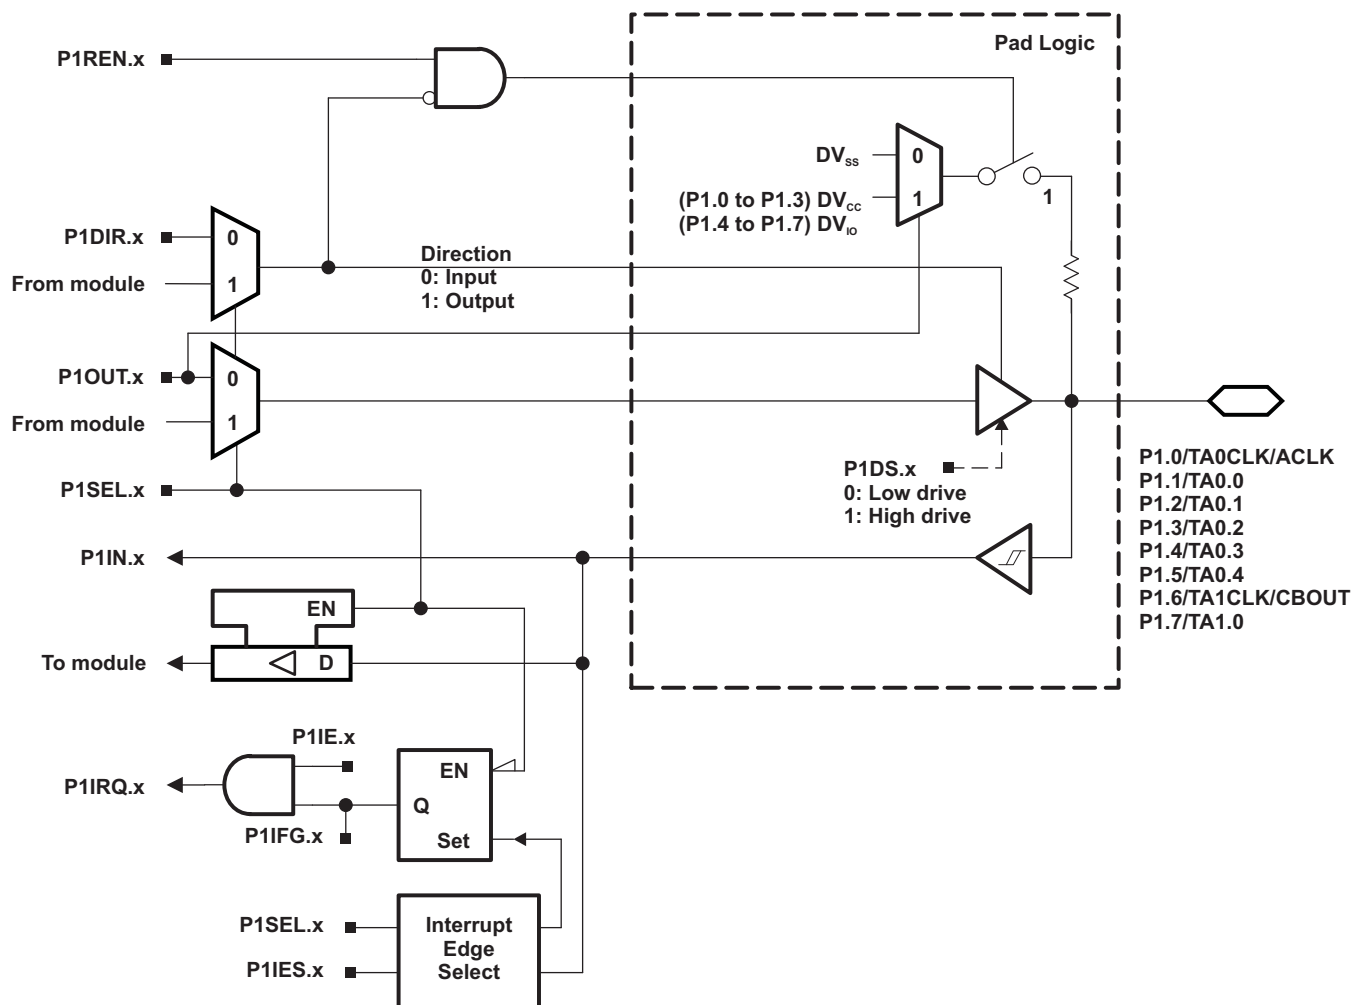 Pad Logic
P1REN.x
DVSS
0
(P1.0 to P1.3) DVCC
1
(P1.4 to P1.7) DVIO
1
P1DIR.x
0
From module
1
Direction
0: Input
1: Output
P1OUT.x
0
From module
1
P1SEL.x
P1DS.x
0: Low drive
1: High drive
P1.0/TA0CLK/ACLK
P1.1/TA0.0
P1.2/TA0.1
P1.3/TA0.2
P1.4/TA0.3
P1.5/TA0.4
P1.6/TA1CLK/CBOUT
P1.7/TA1.0
P1IN.x
EN
To module
D
P1IE.x
P1IRQ.x
EN
Q
P1IFG.x
Set
P1SEL.x
P1IES.x
Interrupt
Edge
Select